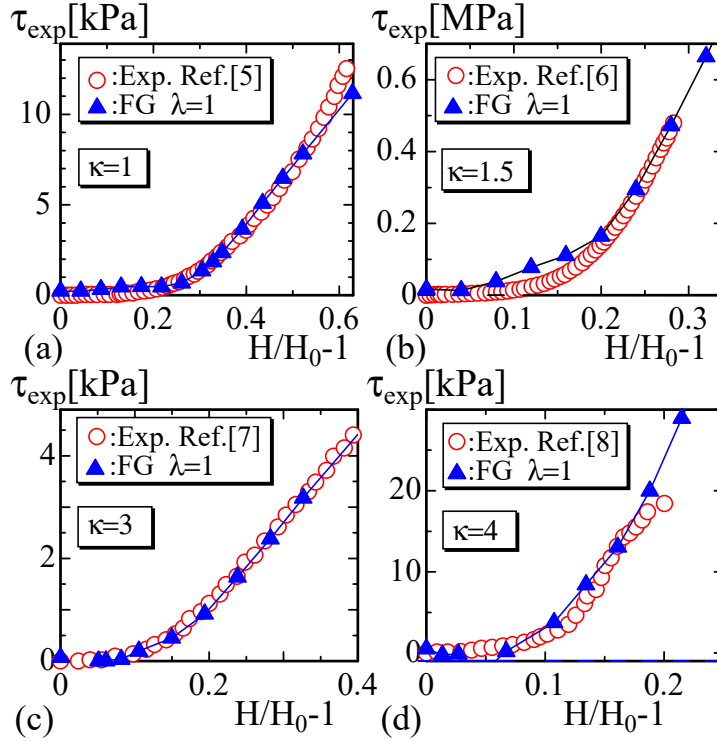 τexp[kPa]
○:Exp. Ref.[5]
▲:FG λ=1
κ=1
10
5
0
0
0.2
0.4
0.6
(a)
H/H0-1
τexp[MPa]
○:Exp. Ref.[6]
▲:FG λ=1
κ=1.5
0.6
0.4
0.2
0
0
0.1
0.2
0.3
(b)
H/H0-1
τexp[kPa]
○:Exp. Ref.[7]
▲:FG λ=1
κ=3
4
2
0
0
0.2
0.4
(c)
H/H0-1
τexp[kPa]
○:Exp. Ref.[8]
▲:FG λ=1
κ=4
20
10
0
0
0.1
0.2
(d)
H/H0-1